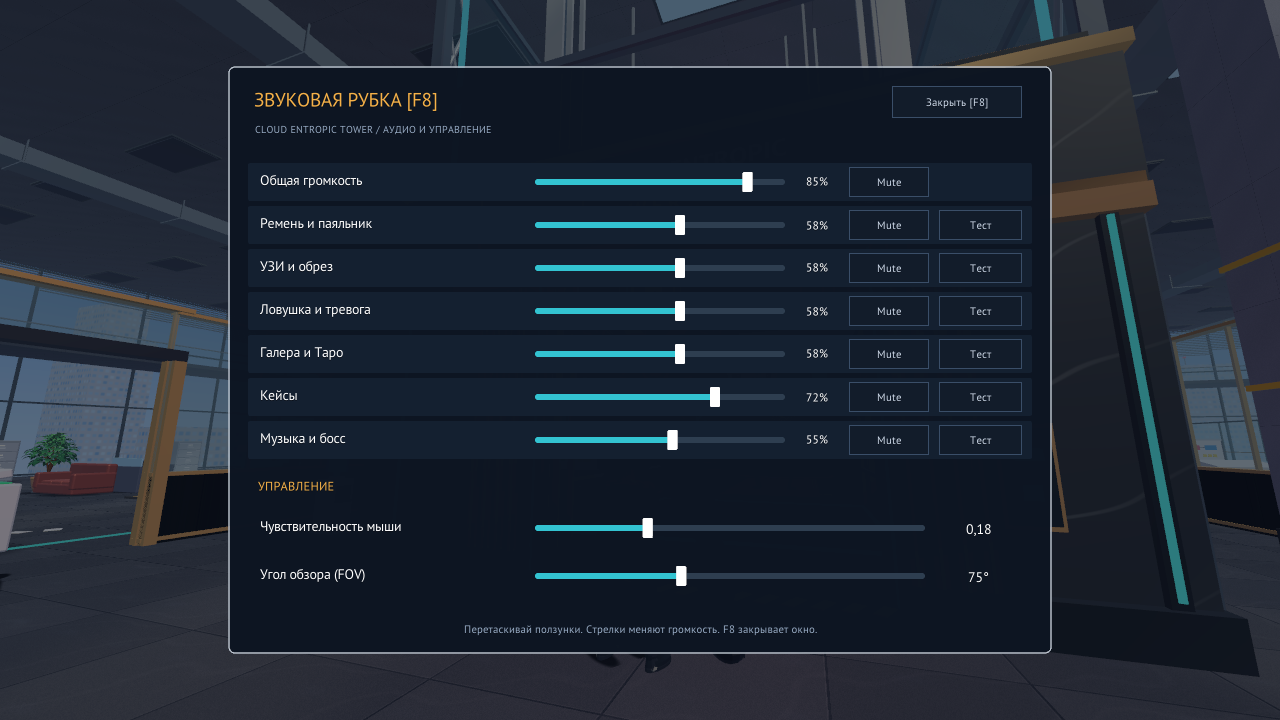 ЗВУКОВАЯ РУБКА [F8]
Закрыть [F8]
CLOUD ENTROPIC TOWER / АУДИО И УПРАВЛЕНИЕ
Общая громкость 85% Mute
Ремень и паяльник 58% Mute Тест
УЗИ и обрез 58% Mute Тест
Ловушка и тревога 58% Mute Тест
Галера и Таро 58% Mute Тест
Кейсы 72% Mute Тест
Музыка и босс 55% Mute Тест
УПРАВЛЕНИЕ
Чувствительность мыши 0,18
Угол обзора (FOV) 75°
Перетаскивай ползунки. Стрелки меняют громкость. F8 закрывает окно.